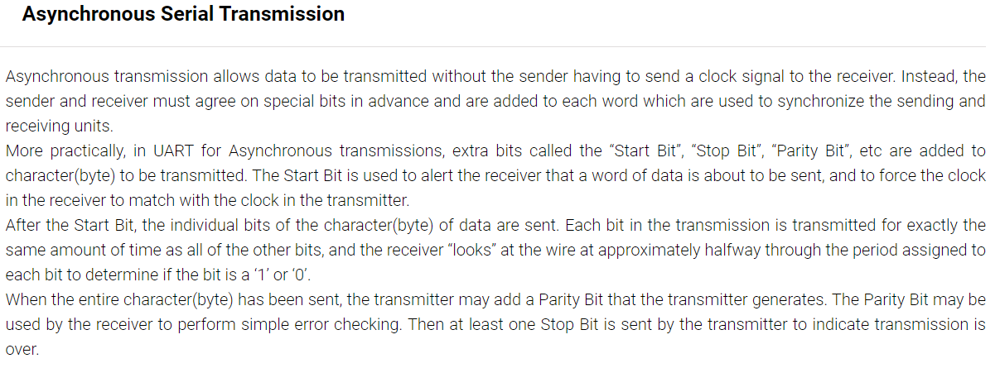 Asynchronous Serial Transmission
Asynchronous transmission allows data to be transmitted without the sender having to send a clock signal to the receiver. Instead, the
sender and receiver must agree on special bits in advance and are added to each word which are used to synchronize the sending and
receiving units.
More practically, in UART for Asynchronous transmissions, extra bits called the “Start Bit”, “Stop Bit”, “Parity Bit”, etc are added to
character(byte) to be transmitted. The Start Bit is used to alert the receiver that a word of data is about to be sent, and to force the clock
in the receiver to match with the clock in the transmitter.
After the Start Bit, the individual bits of the character(byte) of data are sent. Each bit in the transmission is transmitted for exactly the
same amount of time as all of the other bits, and the receiver “looks” at the wire at approximately halfway through the period assigned to
each bit to determine if the bit is a ‘1’ or ‘0’.
When the entire character(byte) has been sent, the transmitter may add a Parity Bit that the transmitter generates. The Parity Bit may be
used by the receiver to perform simple error checking. Then at least one Stop Bit is sent by the transmitter to indicate transmission is
over.